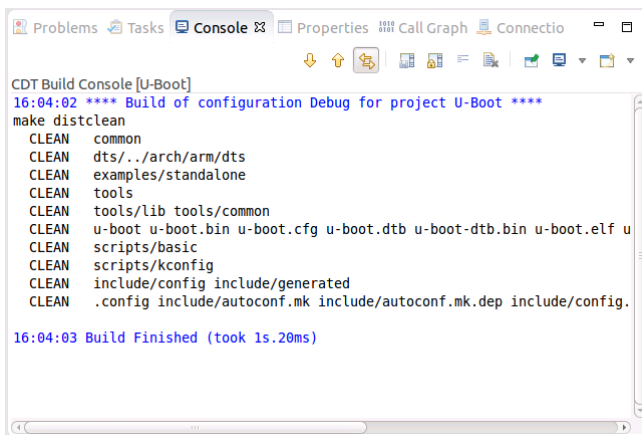 Problems Tasks Console Properties Call Graph Connectio
CDT Build Console [U-Boot]
16:04:02 **** Build of configuration Debug for project U-Boot ****
make distclean
CLEAN common
CLEAN dts/../arch/arm/dts
CLEAN examples/standalone
CLEAN tools
CLEAN tools/lib tools/common
CLEAN u-boot u-boot.bin u-boot.cfg u-boot.dtb u-boot-dtb.bin u-boot.elf u
CLEAN scripts/basic
CLEAN scripts/kconfig
CLEAN include/config include/generated
CLEAN .config include/autoconf.mk include/autoconf.mk.dep include/config.
16:04:03 Build Finished (took 1s.20ms)